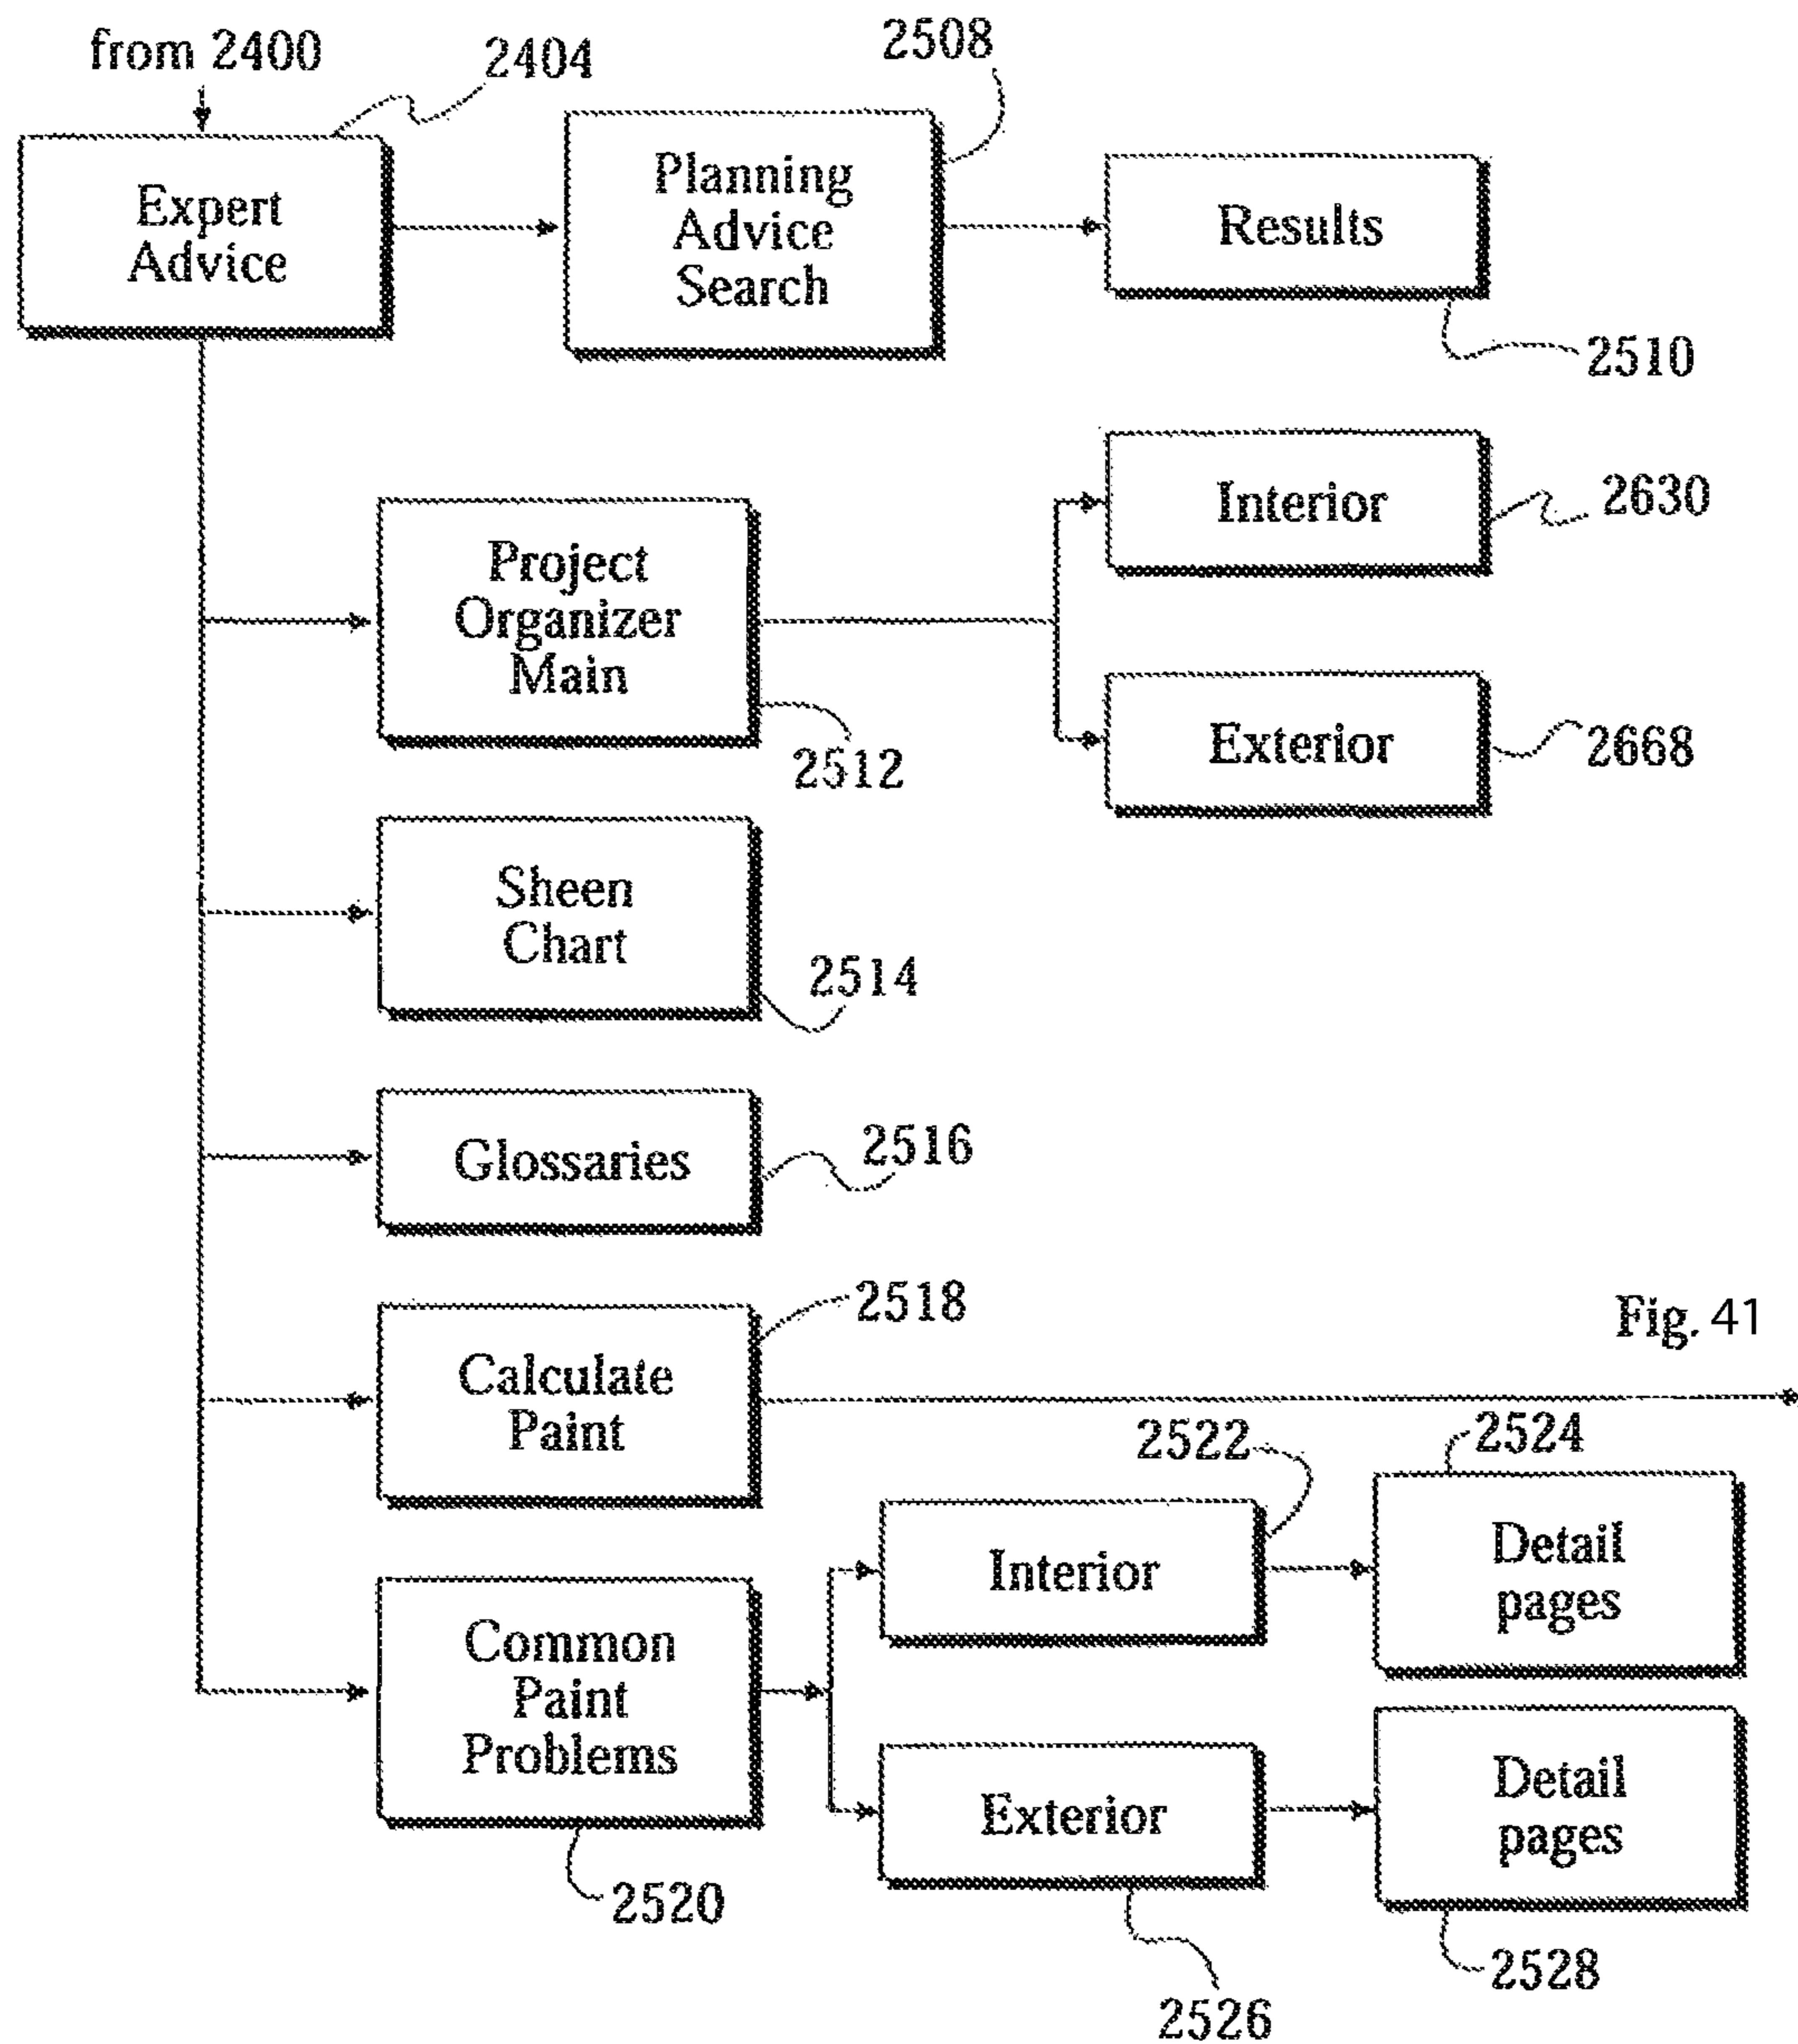 from 2400
2404
2508
Expert
Advice
Planning
Advice
Search
Results
2510
Project
Organizer
Main
2512
Interior
2630
Exterior
2668
Sheen
Chart
2514
Glossaries
2516
Calculate
Paint
2518
Fig. 41
Common
Paint
Problems
2520
Interior
2522
Detail
pages
2524
Exterior
2526
Detail
pages
2528